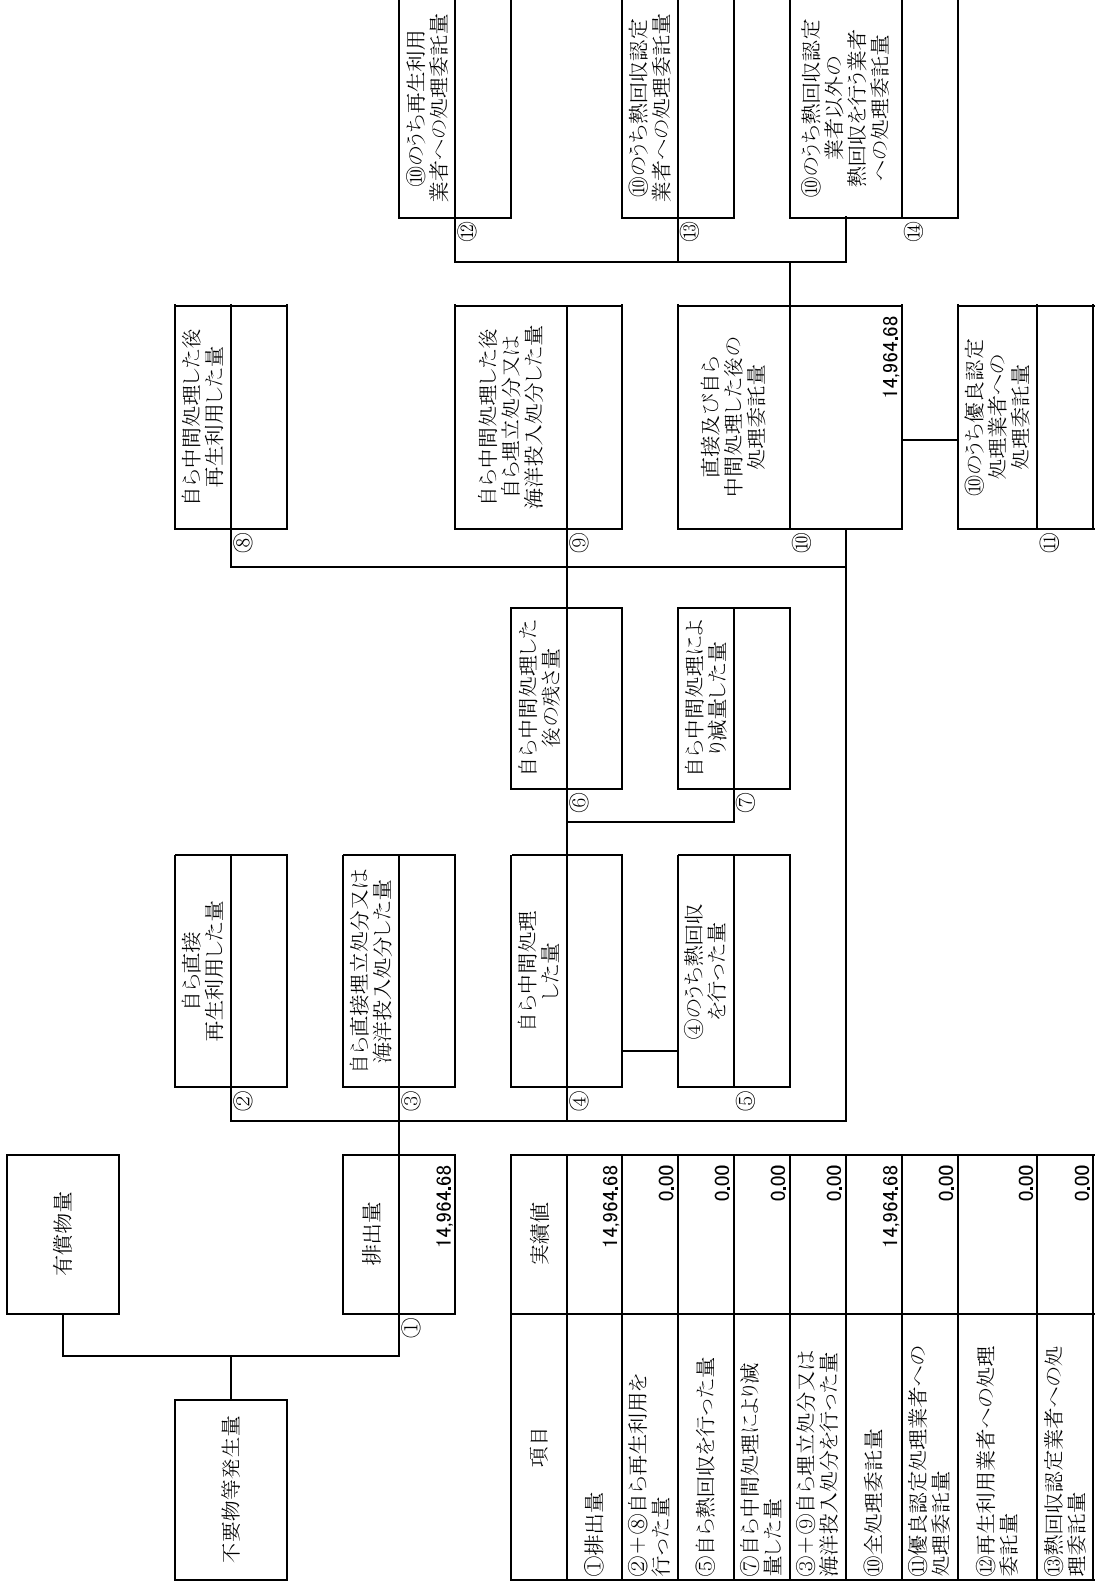 不要物等発生量
有償物量
排出量
①
14,964.68
自ら直接
再生利用した量
②
自ら直接埋立処分又は
海洋投入処分した量
③
自ら中間処理
した量
④
④のうち熱回収
を行った量
⑤
自ら中間処理した
後の残さ量
⑥
自ら中間処理によ
り減量した量
⑦
自ら中間処理した後
再生利用した量
⑧
自ら中間処理した後
自ら埋立処分又は
海洋投入処分した量
⑨
直接及び自ら
中間処理した後の
処理委託量
⑩
14,964.68
⑩のうち優良認定
処理業者への
処理委託量
⑪
⑩のうち再生利用
業者への処理委託量
⑫
⑩のうち熱回収認定
業者への処理委託量
⑬
⑩のうち熱回収認定
業者以外の
熱回収を行う業者
への処理委託量
⑭
項目 実績値
①排出量 14,964.68
②+⑧自ら再生利用を
行った量 0.00
⑤自ら熱回収を行った量 0.00
⑦自ら中間処理により減
量した量 0.00
③+⑨自ら埋立処分又は
海洋投入処分を行った量 0.00
⑩全処理委託量 14,964.68
⑪優良認定処理業者への
処理委託量 0.00
⑫再生利用業者への処理
委託量 0.00
⑬熱回収認定業者への処
理委託量 0.00